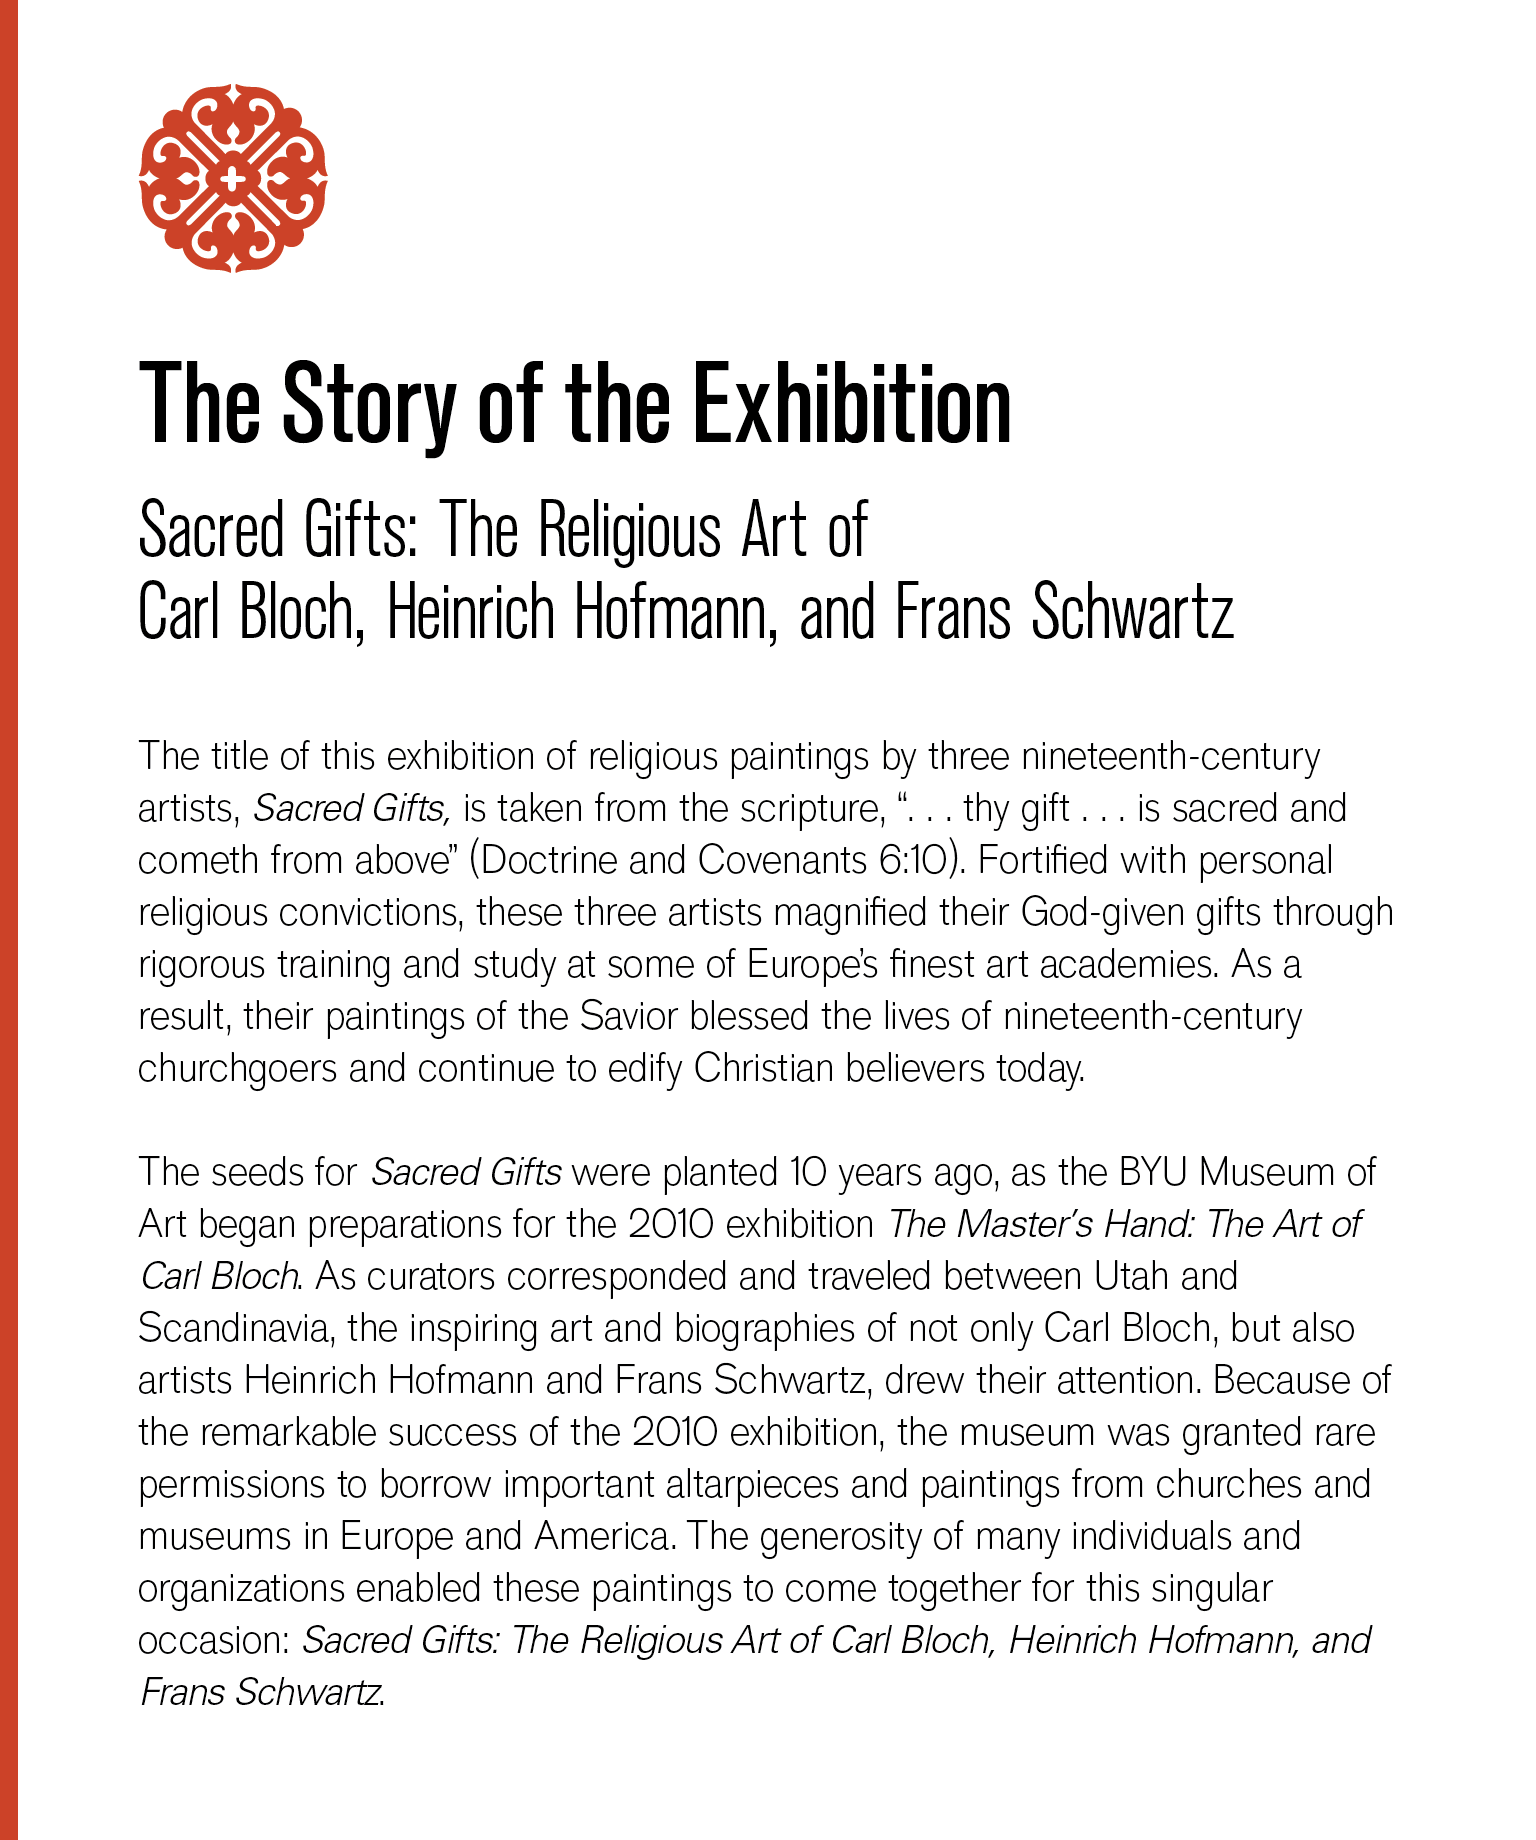 The Story of the Exhibition
Sacred Gifts: The Religious Art of
Carl Bloch, Heinrich Hofmann, and Frans Schwartz
The title of this exhibition of religious paintings by three nineteenth-century
artists, Sacred Gifts, is taken from the scripture, “. . . thy gift . . . is sacred and
cometh from above” (Doctrine and Covenants 6:10). Fortified with personal
religious convictions, these three artists magnified their God-given gifts through
rigorous training and study at some of Europe’s finest art academies. As a
result, their paintings of the Savior blessed the lives of nineteenth-century
churchgoers and continue to edify Christian believers today.
The seeds for Sacred Gifts were planted 10 years ago, as the BYU Museum of
Art began preparations for the 2010 exhibition The Master’s Hand: The Art of
Carl Bloch. As curators corresponded and traveled between Utah and
Scandinavia, the inspiring art and biographies of not only Carl Bloch, but also
artists Heinrich Hofmann and Frans Schwartz, drew their attention. Because of
the remarkable success of the 2010 exhibition, the museum was granted rare
permissions to borrow important altarpieces and paintings from churches and
museums in Europe and America. The generosity of many individuals and
organizations enabled these paintings to come together for this singular
occasion: Sacred Gifts: The Religious Art of Carl Bloch, Heinrich Hofmann, and
Frans Schwartz.